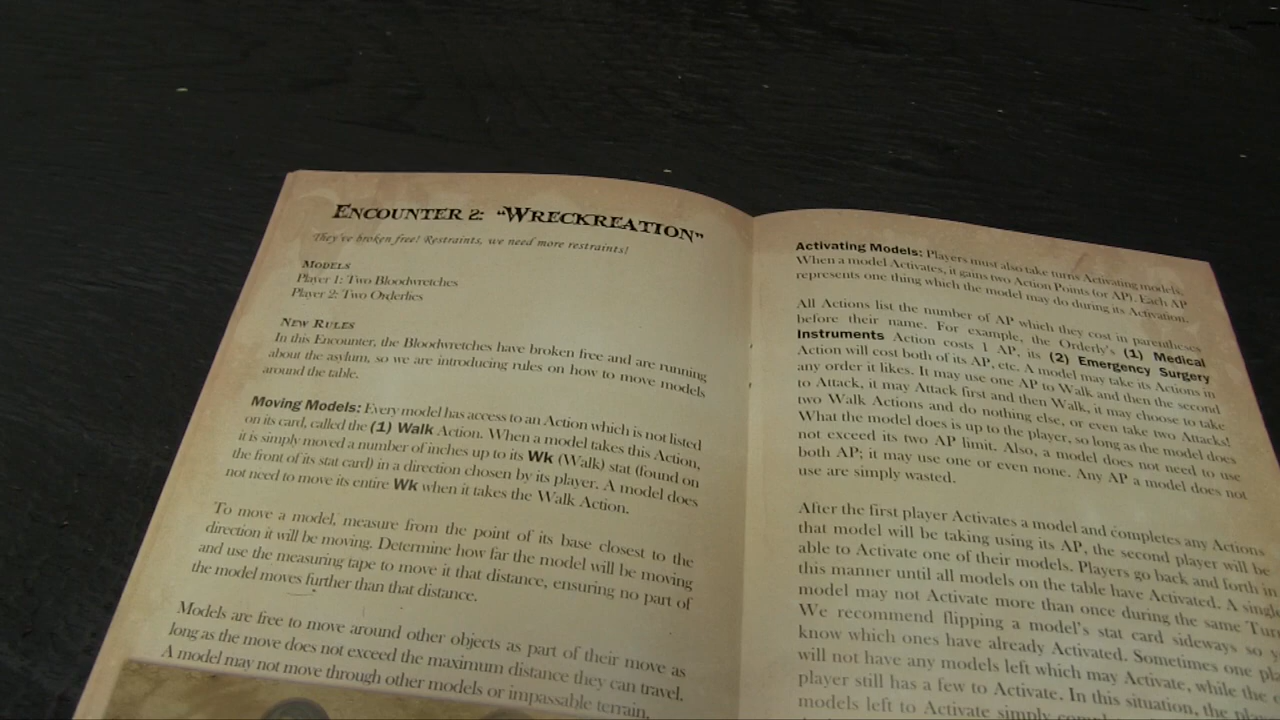 ENCOUNTER 2: "WRECKREATION"
They've broken free! Restraints, we need more restraints!
MODELS
Player 1: Two Bloodwretches
Player 2: Two Orderlies
NEW RULES
In this Encounter, the Bloodwretches have broken free and are running
about the asylum, so we are introducing rules on how to move models
around the table.
Moving Models: Every model has access to an Action which is not listed
on its card, called the (1) Walk Action. When a model takes this Action,
it is simply moved a number of inches up to its Wk (Walk) stat (found on
the front of its stat card) in a direction chosen by its player. A model does
not need to move its entire Wk when it takes the Walk Action.
To move a model, measure from the point of its base closest to the
direction it will be moving. Determine how far the model will be moving
and use the measuring tape to move it that distance, ensuring no part of
the model moves further than that distance.
Models are free to move around other objects as part of their move as
long as the move does not exceed the maximum distance they can travel.
A model may not move through other models or impassable terrain,
Activating Models: Players must also take turns Activating models.
When a model Activates, it gains two Action Points (or AP). Each AP
represents one thing which the model may do during its Activation.
All Actions list the number of AP which they cost in parentheses
before their name. For example, the Orderly's (1) Medical
Instruments Action costs 1 AP, its (2) Emergency Surgery
Action will cost both of its AP, etc. A model may take its Actions in
any order it likes. It may use one AP to Walk and then the second
to Attack, it may Attack first and then Walk, it may choose to take
two Walk Actions and do nothing else, or even take two Attacks!
What the model does is up to the player, so long as the model does
not exceed its two AP limit. Also, a model does not need to use
both AP; it may use one or even none. Any AP a model does not
use are simply wasted.
After the first player Activates a model and completes any Actions
that model will be taking using its AP, the second player will be
able to Activate one of their models. Players go back and forth in
this manner until all models on the table have Activated. A
model may not Activate more than once during the same
We recommend flipping a model's stat card sideways so
know which ones have already Activated. Sometimes one
will not have any models left which may Activate, while the
player still has a few to Activate. In this situation, the
models left to Activate simply